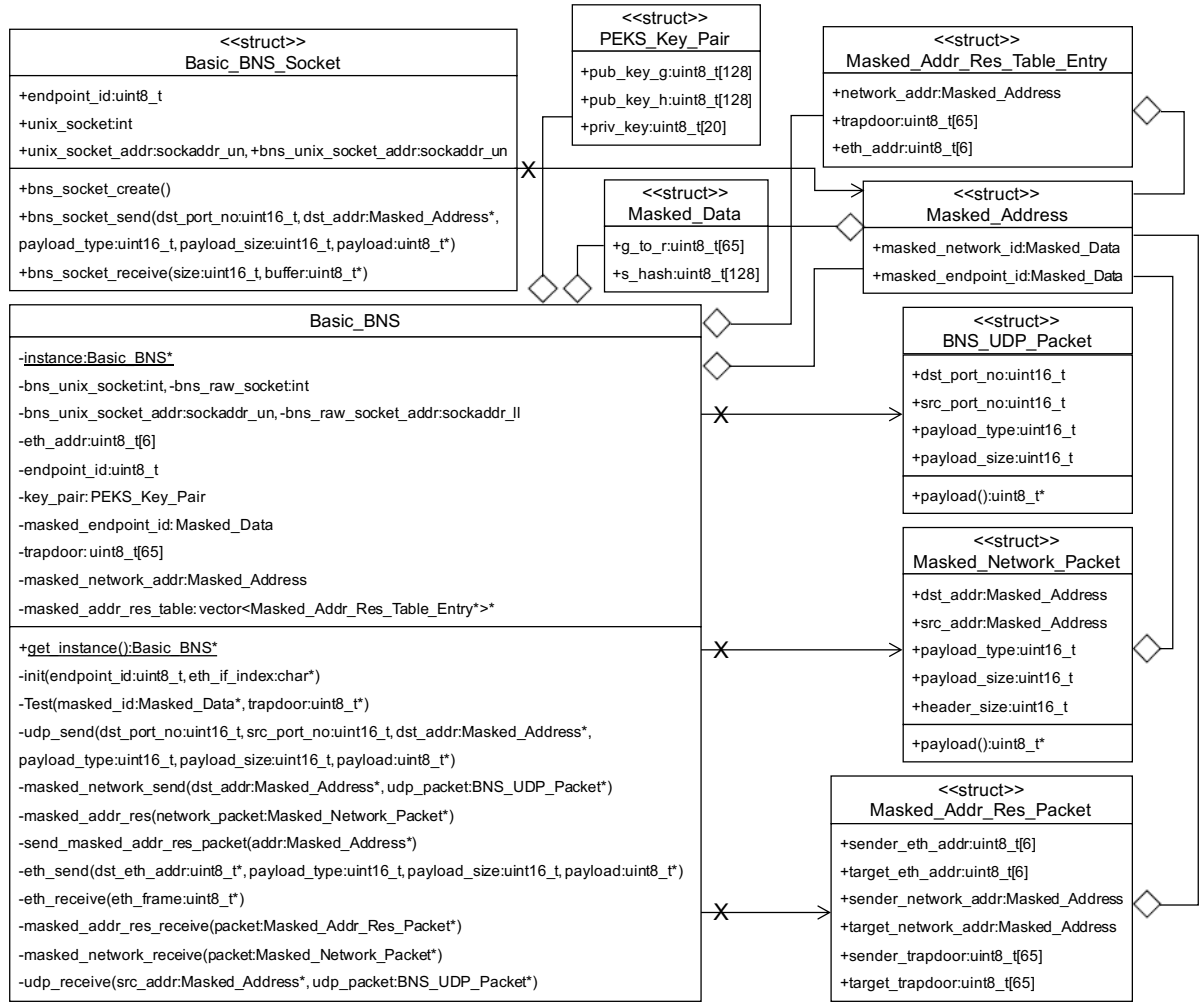 <<struct>>
Basic_BNS_Socket
+endpoint_id:uint8_t
+unix_socket:int
+unix_socket_addr:sockaddr_un, +bns_unix_socket_addr:sockaddr_un
+bns_socket_create()
+bns_socket_send(dst_port_no:uint16_t, dst_addr:Masked_Address*,
payload_type:uint16_t, payload_size:uint16_t, payload:uint8_t*)
+bns_socket_receive(size:uint16_t, buffer:uint8_t*)
<<struct>>
PEKS_Key_Pair
+pub_key_g:uint8_t[128]
+pub_key_h:uint8_t[128]
+priv_key:uint8_t[20]
<<struct>>
Masked_Addr_Res_Table_Entry
+network_addr:Masked_Address
+trapdoor:uint8_t[65]
+eth_addr:uint8_t[6]
X
<<struct>>
Masked_Data
+g_to_r:uint8_t[65]
+s_hash:uint8_t[128]
<<struct>>
Masked_Address
+masked_network_id:Masked_Data
+masked_endpoint_id:Masked_Data
Basic_BNS
-instance:Basic_BNS*
-bns_unix_socket:int, -bns_raw_socket:int
-bns_unix_socket_addr:sockaddr_un, -bns_raw_socket_addr:sockaddr_ll
-eth_addr:uint8_t[6]
-endpoint_id:uint8_t
-key_pair:PEKS_Key_Pair
-masked_endpoint_id:Masked_Data
-trapdoor:uint8_t[65]
-masked_network_addr:Masked_Address
-masked_addr_res_table:vector<Masked_Addr_Res_Table_Entry*>*
+get_instance():Basic_BNS*
-init(endpoint_id:uint8_t, eth_if_index:char*)
-Test(masked_id:Masked_Data*, trapdoor:uint8_t*)
-udp_send(dst_port_no:uint16_t, src_port_no:uint16_t, dst_addr:Masked_Address*,
payload_type:uint16_t, payload_size:uint16_t, payload:uint8_t*)
-masked_network_send(dst_addr:Masked_Address*, udp_packet:BNS_UDP_Packet*)
-masked_addr_res(network_packet:Masked_Network_Packet*)
-send_masked_addr_res_packet(addr:Masked_Address*)
-eth_send(dst_eth_addr:uint8_t*, payload_type:uint16_t, payload_size:uint16_t, payload:uint8_t*)
-eth_receive(eth_frame:uint8_t*)
-masked_addr_res_receive(packet:Masked_Addr_Res_Packet*)
-masked_network_receive(packet:Masked_Network_Packet*)
-udp_receive(src_addr:Masked_Address*, udp_packet:BNS_UDP_Packet*)
X
X
X
<<struct>>
BNS_UDP_Packet
+dst_port_no:uint16_t
+src_port_no:uint16_t
+payload_type:uint16_t
+payload_size:uint16_t
+payload():uint8_t*
<<struct>>
Masked_Network_Packet
+dst_addr:Masked_Address
+src_addr:Masked_Address
+payload_type:uint16_t
+payload_size:uint16_t
+header_size:uint16_t
+payload():uint8_t*
<<struct>>
Masked_Addr_Res_Packet
+sender_eth_addr:uint8_t[6]
+target_eth_addr:uint8_t[6]
+sender_network_addr:Masked_Address
+target_network_addr:Masked_Address
+sender_trapdoor:uint8_t[65]
+target_trapdoor:uint8_t[65]